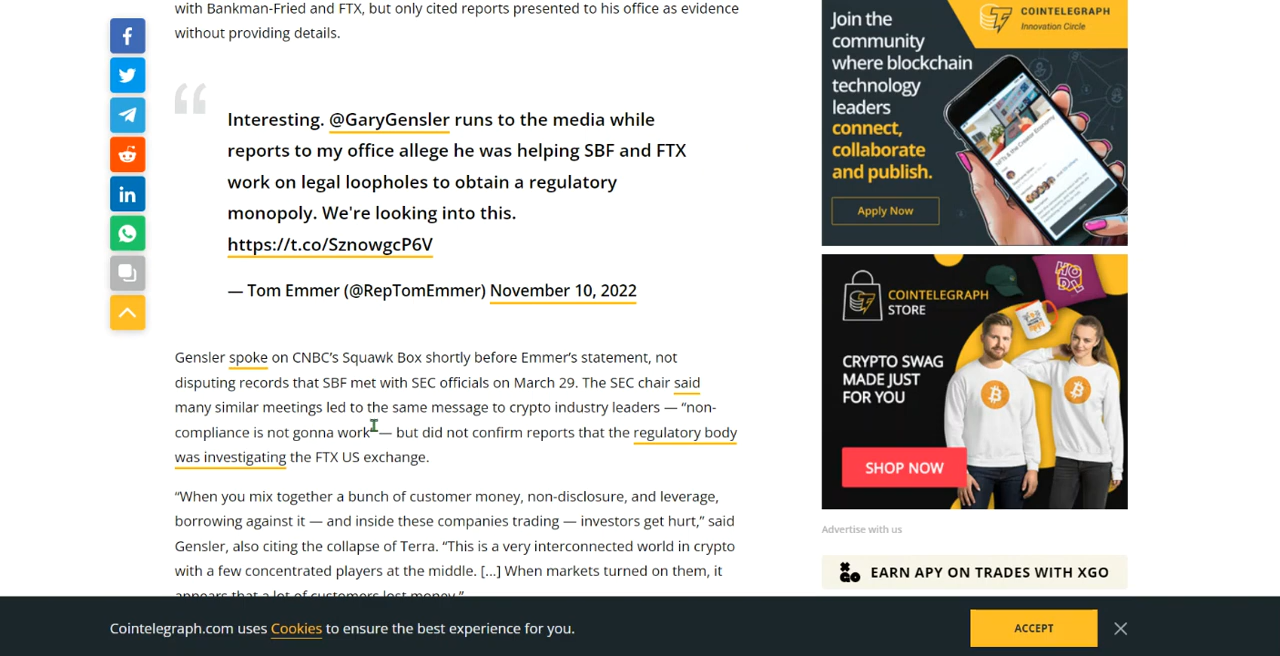 with Bankman-Fried and FTX, but only cited reports presented to his office as evidence
without providing details.
Interesting. @GaryGensler runs to the media while
reports to my office allege he was helping SBF and FTX
work on legal loopholes to obtain a regulatory
monopoly. We're looking into this.
https://t.co/SznowgcP6V
— Tom Emmer (@RepTomEmmer) November 10, 2022
Gensler spoke on CNBC’s Squawk Box shortly before Emmer’s statement, not
disputing records that SBF met with SEC officials on March 29. The SEC chair said
many similar meetings led to the same message to crypto industry leaders — “non-
compliance is not gonna work” — but did not confirm reports that the regulatory body
was investigating the FTX US exchange.
“When you mix together a bunch of customer money, non-disclosure, and leverage,
borrowing against it — and inside these companies trading — investors get hurt,” said
Gensler, also citing the collapse of Terra. “This is a very interconnected world in crypto
with a few concentrated players at the middle. [...] When markets turned on them, it
appears that a lot of customers lost money.”
Join the
community
where blockchain
technology
leaders
connect,
collaborate
and publish.
Apply Now
COINTELEGRAPH
Innovation Circle
COINTELEGRAPH
STORE
HODL
CRYPTO SWAG
MADE JUST
FOR YOU
SHOP NOW
Advertise with us
XGO
EARN APY ON TRADES WITH XGO
Cointelegraph.com uses Cookies to ensure the best experience for you.
ACCEPT